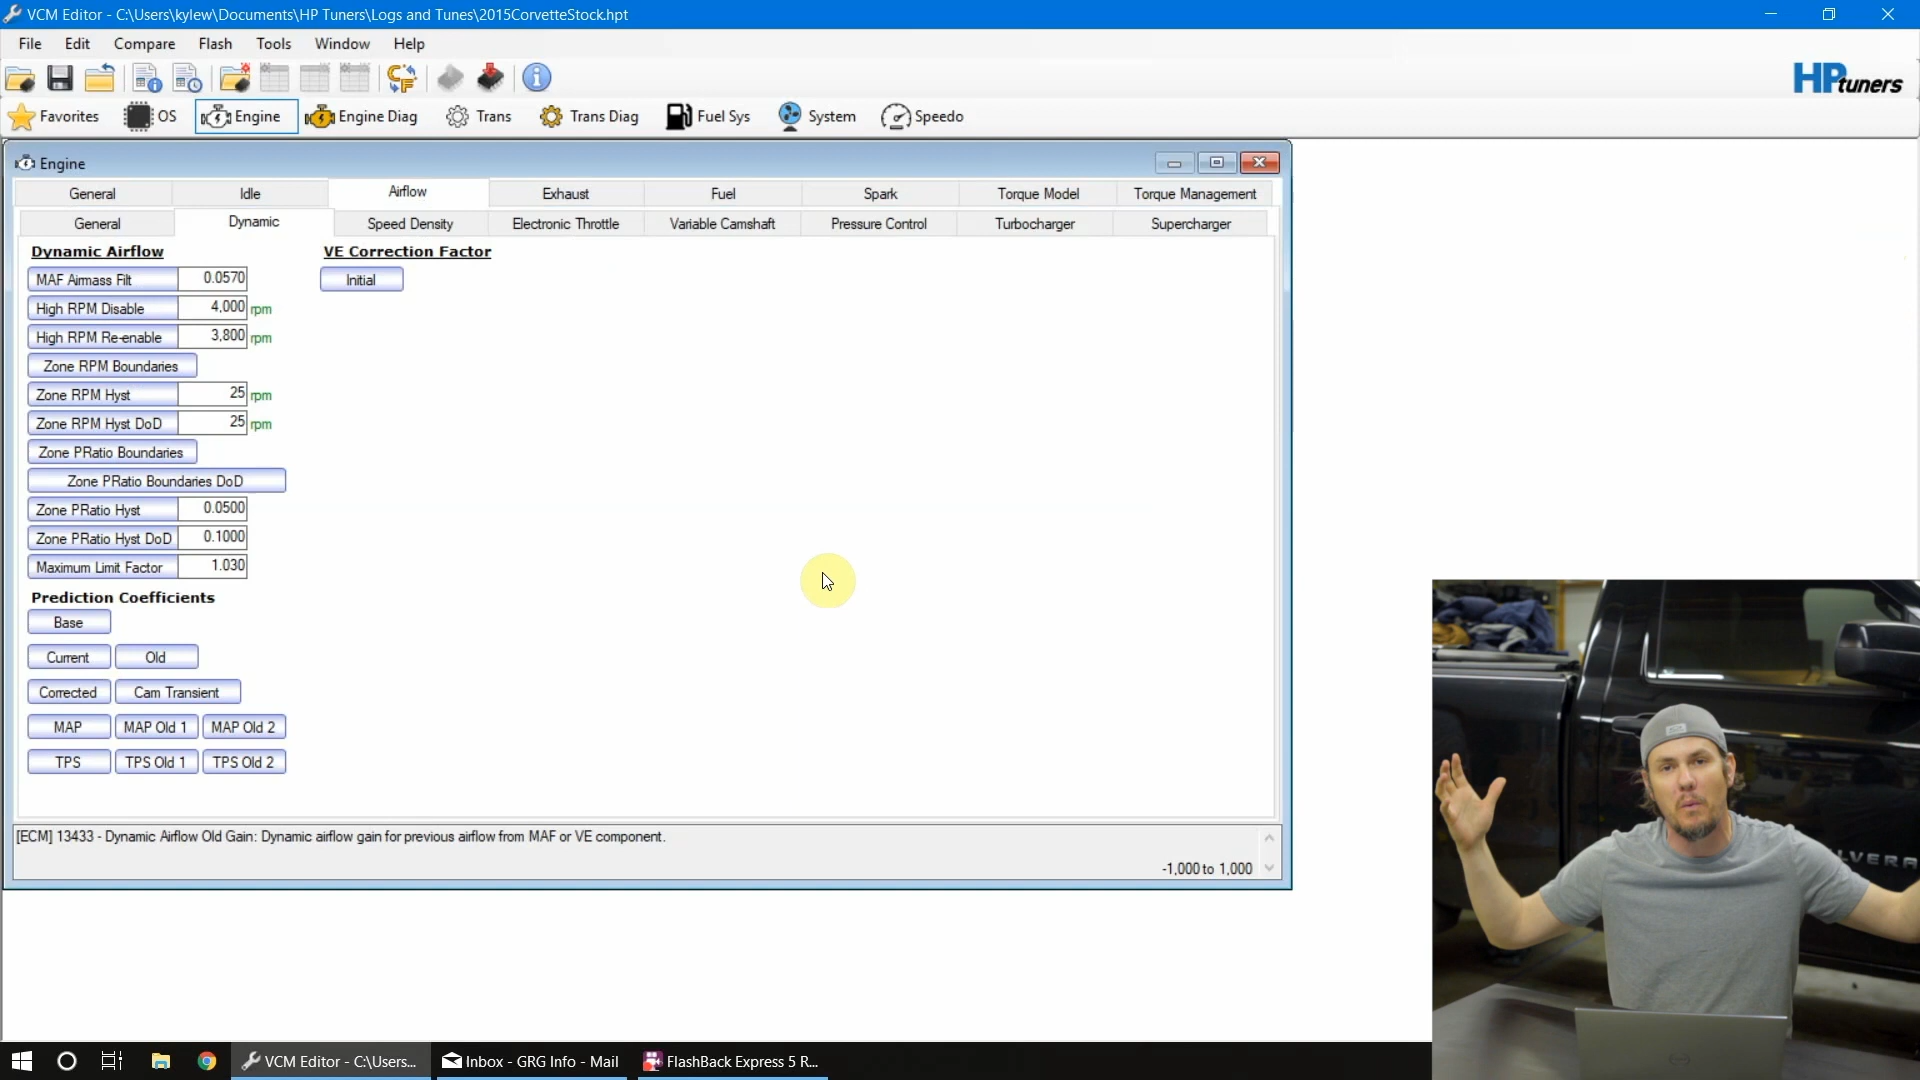 VCM Editor - C:\Users\kylew\Documents\HP Tuners\Logs and Tunes\2015CorvetteStock.hpt
File Edit Compare Flash Tools Window Help
HPtuners
Favorites OS Engine Engine Diag Trans Trans Diag Fuel Sys System Speedo
Engine
General Idle Airflow Exhaust Fuel Spark Torque Model Torque Management
General Dynamic Speed Density Electronic Throttle Variable Camshaft Pressure Control Turbocharger Supercharger
Dynamic Airflow VE Correction Factor
MAF Airmass Filt 0.0570 Initial
High RPM Disable 4,000 rpm
High RPM Re-enable 3,800 rpm
Zone RPM Boundaries
Zone RPM Hyst 25 rpm
Zone RPM Hyst DoD 25 rpm
Zone PRatio Boundaries
Zone PRatio Boundaries DoD
Zone PRatio Hyst 0.0500
Zone PRatio Hyst DoD 0.1000
Maximum Limit Factor 1.030
Prediction Coefficients
Base
Current Old
Corrected Cam Transient
MAP MAP Old 1 MAP Old 2
TPS TPS Old 1 TPS Old 2
[ECM] 13433 - Dynamic Airflow Old Gain: Dynamic airflow gain for previous airflow from MAF or VE component.
-1,000 to 1,000
LVERA
VCM Editor - C:\Users... Inbox - GRG Info - Mail FlashBack Express 5 R...